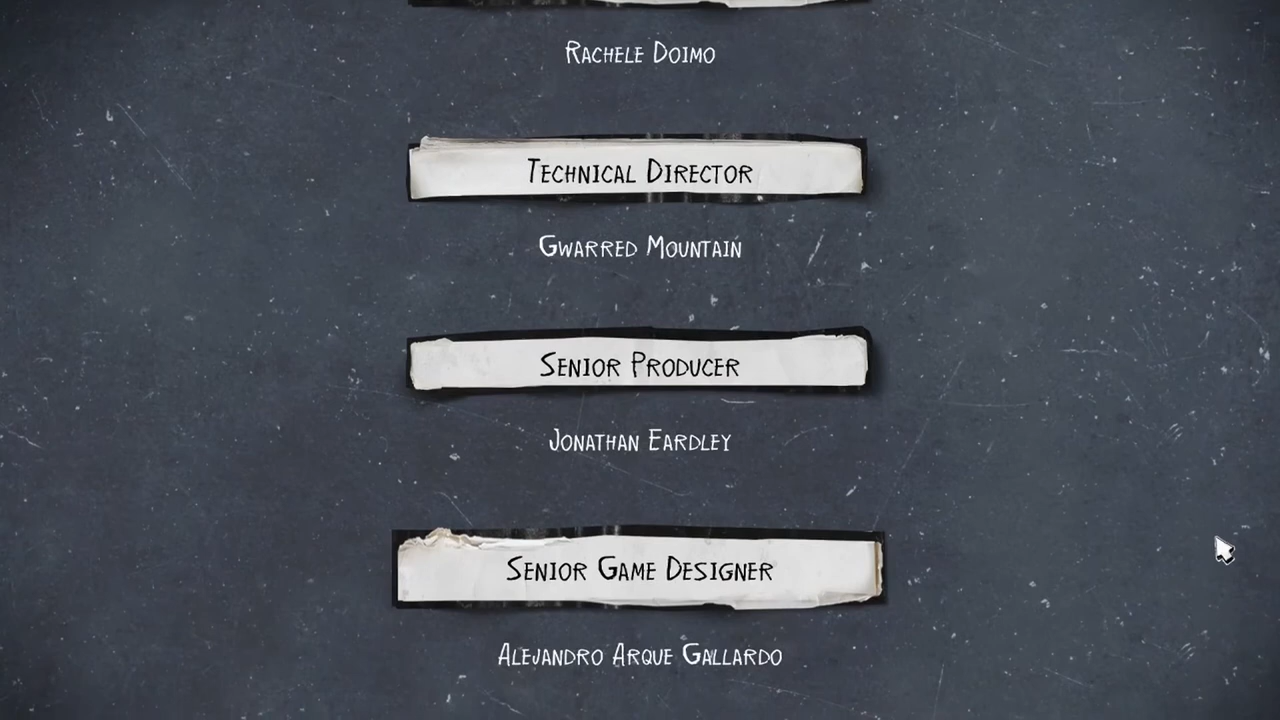 Rachele Doimo
Technical Director
Gwarred Mountain
Senior Producer
Jonathan Eardley
Senior Game Designer
Alejandro Arque Gallardo